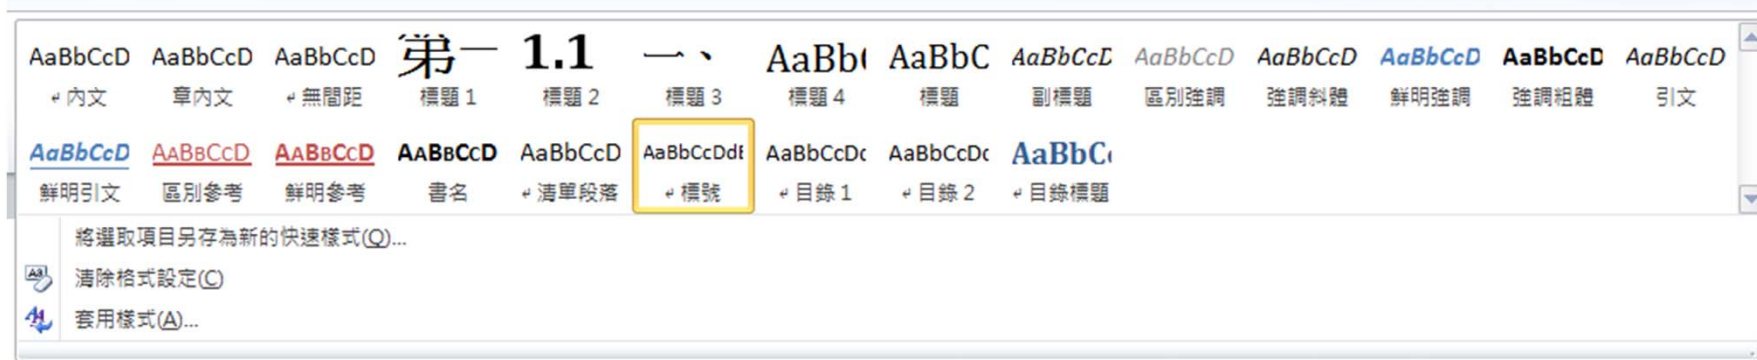 AaBbCcD AaBbCcD AaBbCcD 第一 1.1 一、 AaBb( AaBbC AaBbCcD AaBbCcD AaBbCcD AaBbCcD AaBbCcD AaBbCcD
↵ 內文 章內文 ↵ 無間距 標題 1 標題 2 標題 3 標題 4 標題 副標題 區別強調 強調斜體 鮮明強調 強調粗體 引文
AaBbCcD AABBCCD AABBCCD AABBCCD AaBbCcD AaBbCcDdE AaBbCcDc AaBbCcDc AaBbC
鮮明引文 區別參考 鮮明參考 書名 ↵ 清單段落 ↵ 標號 ↵ 目錄 1 ↵ 目錄 2 ↵ 目錄標題
將選取項目另存為新的快速樣式(Q)...
清除格式設定(C)
套用樣式(A)...